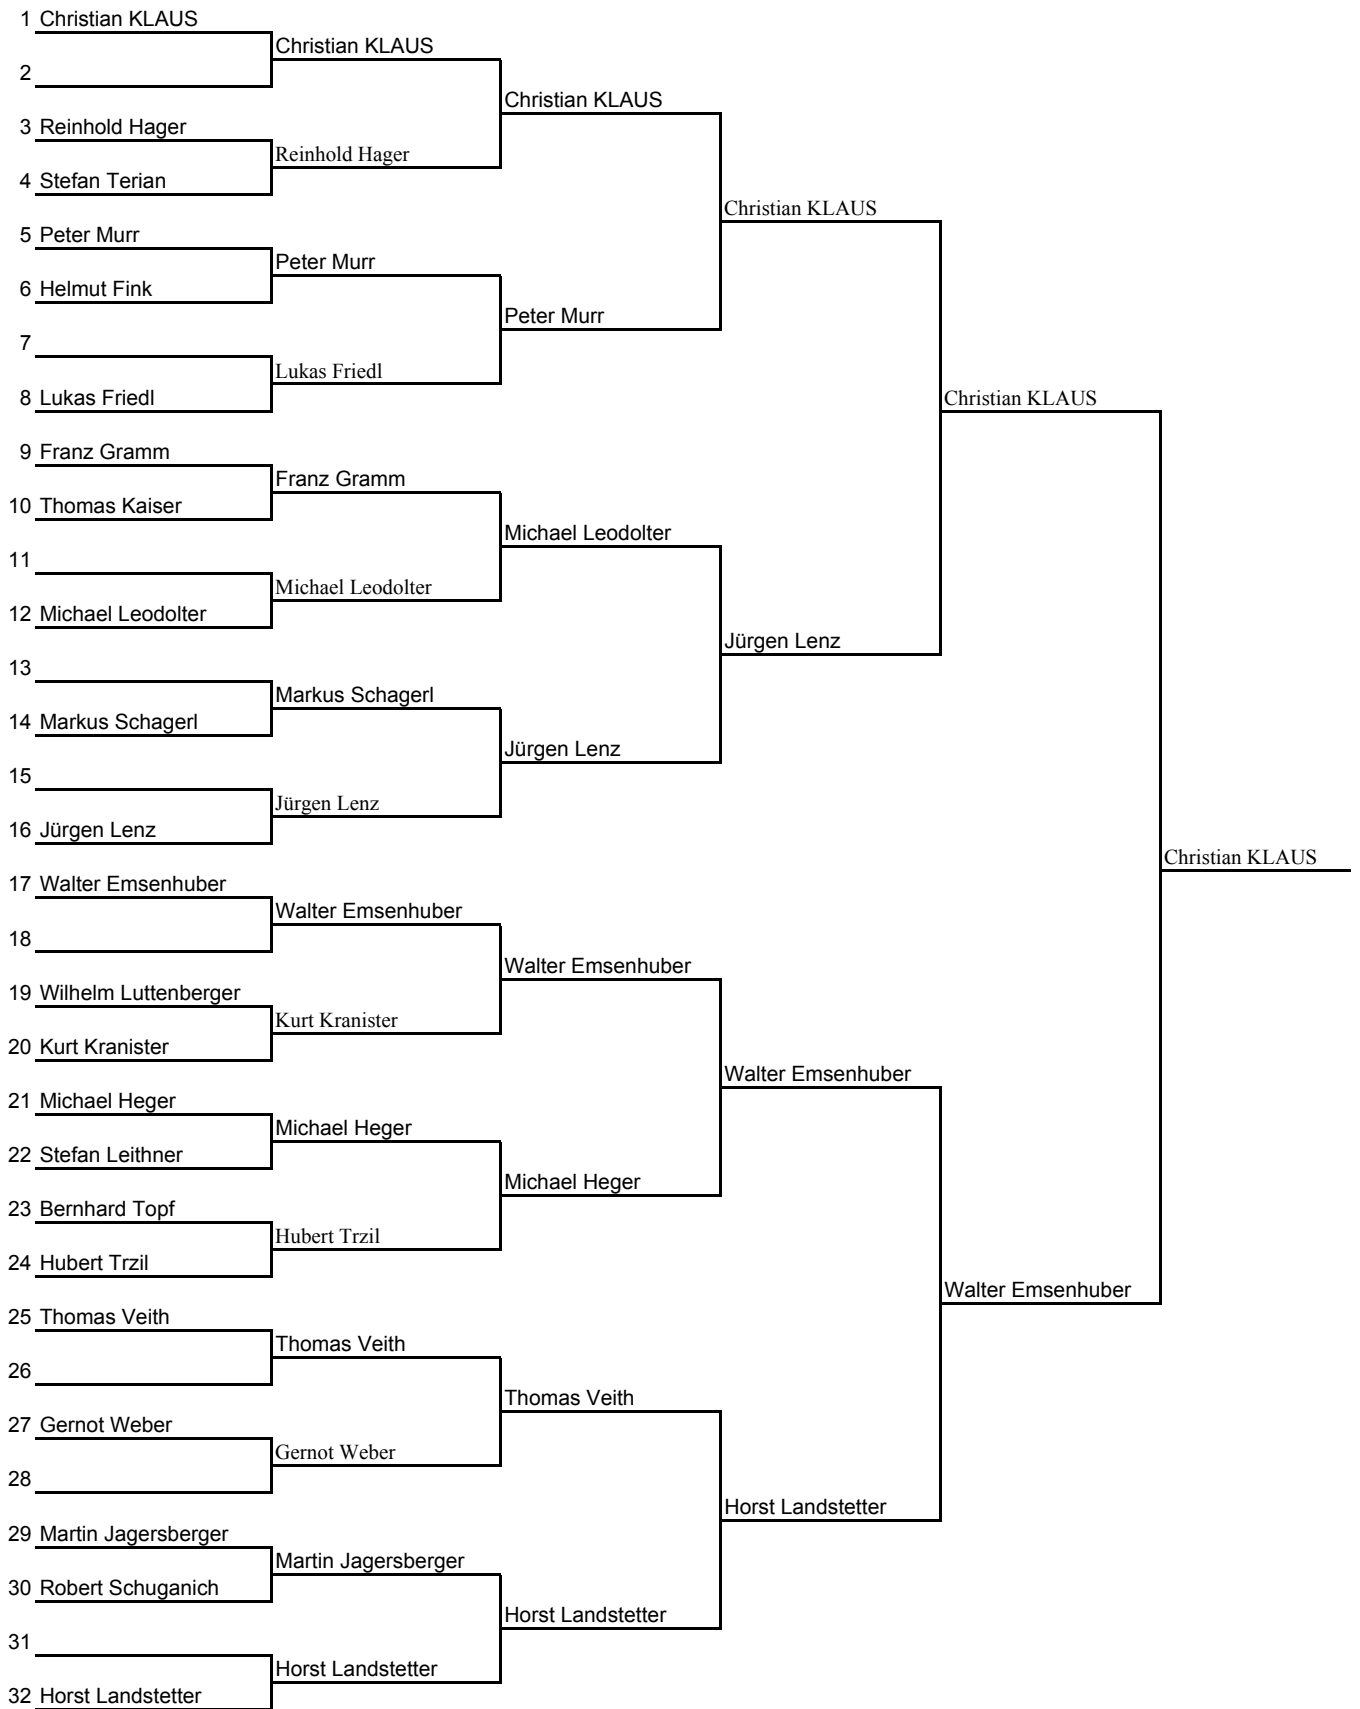 1 Christian KLAUS
Christian KLAUS
2
Christian KLAUS
3 Reinhold Hager
Reinhold Hager
4 Stefan Terian
Christian KLAUS
5 Peter Murr
Peter Murr
6 Helmut Fink
Peter Murr
7
Lukas Friedl
8 Lukas Friedl
Christian KLAUS
9 Franz Gramm
Franz Gramm
10 Thomas Kaiser
Michael Leodolter
11
Michael Leodolter
12 Michael Leodolter
Jürgen Lenz
13
Markus Schagerl
14 Markus Schagerl
Jürgen Lenz
15
Jürgen Lenz
16 Jürgen Lenz
Christian KLAUS
17 Walter Emsenhuber
Walter Emsenhuber
18
Walter Emsenhuber
19 Wilhelm Luttenberger
Kurt Kranister
20 Kurt Kranister
Walter Emsenhuber
21 Michael Heger
Michael Heger
22 Stefan Leithner
Michael Heger
23 Bernhard Topf
Hubert Trzil
24 Hubert Trzil
Walter Emsenhuber
25 Thomas Veith
Thomas Veith
26
Thomas Veith
27 Gernot Weber
Gernot Weber
28
Horst Landstetter
29 Martin Jagersberger
Martin Jagersberger
30 Robert Schuganich
Horst Landstetter
31
Horst Landstetter
32 Horst Landstetter